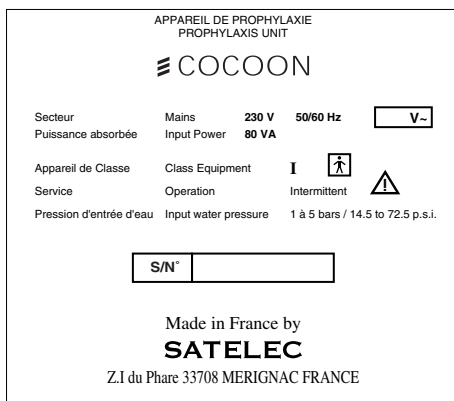 APPAREIL DE PROPHYLAXIE
PROPHYLAXIS UNIT
COCOON
Secteur Mains 230 V 50/60 Hz V~
Puissance absorbée Input Power 80 VA
Appareil de Classe Class Equipment I
Service Operation Intermittent
Pression d'entrée d'eau Input water pressure 1 à 5 bars / 14.5 to 72.5 p.s.i.
S/N°
Made in France by
SATELEC
Z.I du Phare 33708 MERIGNAC FRANCE